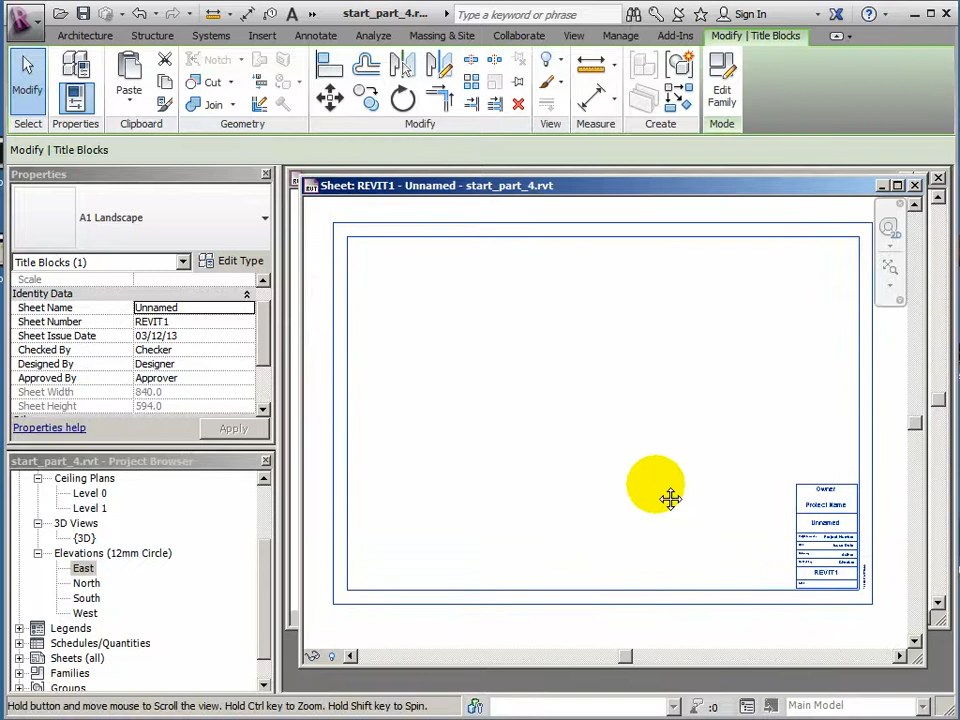 start_part_4.r...
Type a keyword or phrase
Sign In
Architecture
Structure
Systems
Insert
Annotate
Analyze
Massing & Site
Collaborate
View
Manage
Add-Ins
Modify | Title Blocks
Modify
Paste
Notch
Cut
Join
Edit
Family
Select
Properties
Clipboard
Geometry
Modify
View
Measure
Create
Mode
Modify | Title Blocks
Properties
A1 Landscape
Title Blocks (1)
Edit Type
Scale
Identity Data
Sheet Name Unnamed
Sheet Number REVIT1
Sheet Issue Date 03/12/13
Checked By Checker
Designed By Designer
Approved By Approver
Sheet Width 840.0
Sheet Height 594.0
Properties help
Apply
start_part_4.rvt - Project Browser
Ceiling Plans
Level 0
Level 1
3D Views
{3D}
Elevations (12mm Circle)
East
North
South
West
Legends
Schedules/Quantities
Sheets (all)
Families
Groups
Sheet: REVIT1 - Unnamed - start_part_4.rvt
2D
Owner
Project Name
Unnamed
Project Number
Issue Date
Author
Checker
REVIT1
Hold button and move mouse to Scroll the view. Hold Ctrl key to Zoom. Hold Shift key to Spin.
:0
Main Model